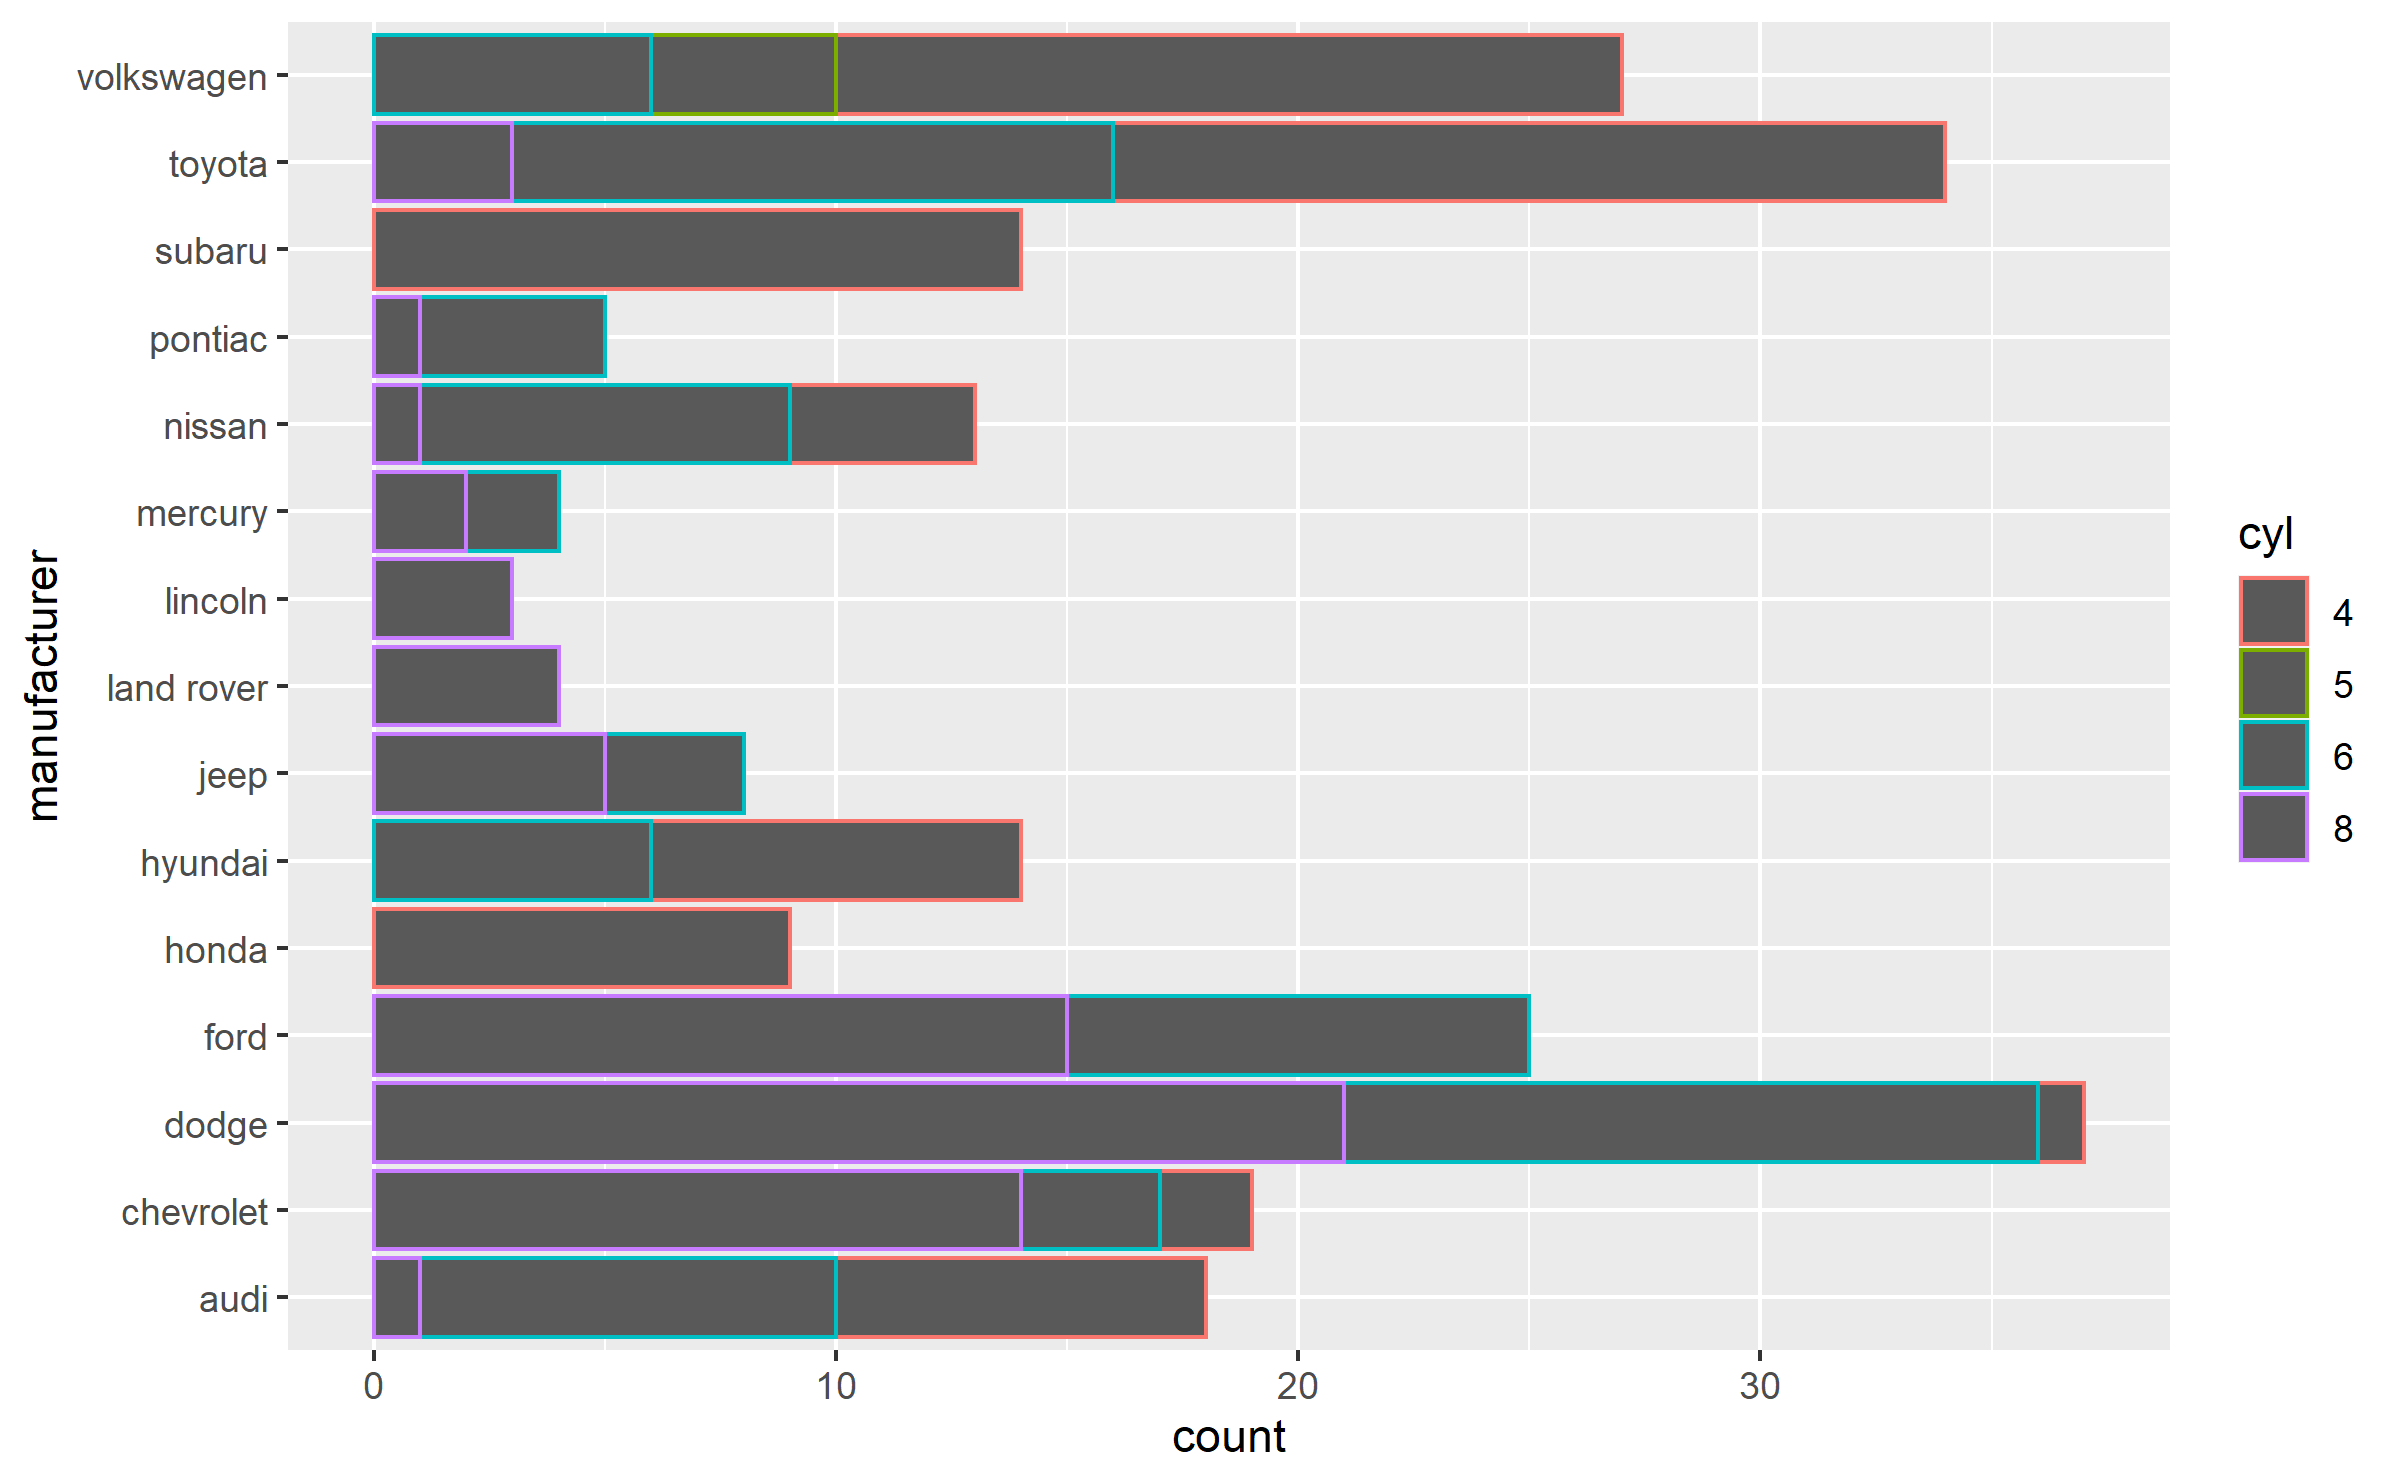 volkswagen
toyota
subaru
pontiac
nissan
mercury
lincoln
land rover
jeep
hyundai
honda
ford
dodge
chevrolet
audi
manufacturer
0 10 20 30
count
cyl
4
5
6
8